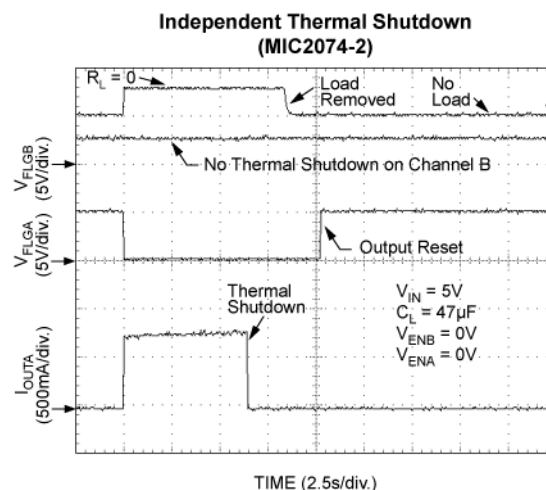 Independent Thermal Shutdown
(MIC2074-2)
R_L = 0
Load
Removed
No
Load
V_FLGB
(5V/div.)
No Thermal Shutdown on Channel B
V_FLGA
(5V/div.)
Output Reset
Thermal
Shutdown
V_IN = 5V
C_L = 47µF
V_ENB = 0V
V_ENA = 0V
I_OUTA
(500mA/div.)
TIME (2.5s/div.)